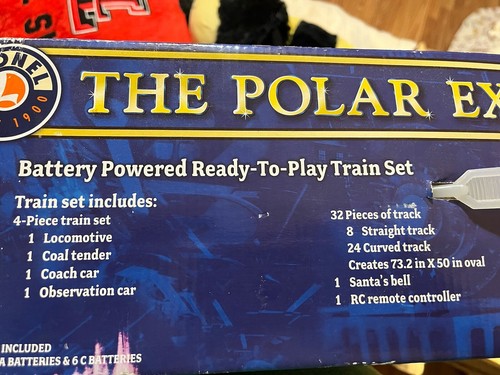 LIONEL
1900
THE POLAR EX
Battery Powered Ready-To-Play Train Set
Train set includes:
4-Piece train set
1 Locomotive
1 Coal tender
1 Coach car
1 Observation car
32 Pieces of track
8 Straight track
24 Curved track
Creates 73.2 in X 50 in oval
1 Santa's bell
1 RC remote controller
INCLUDED
A BATTERIES & 6 C BATTERIES